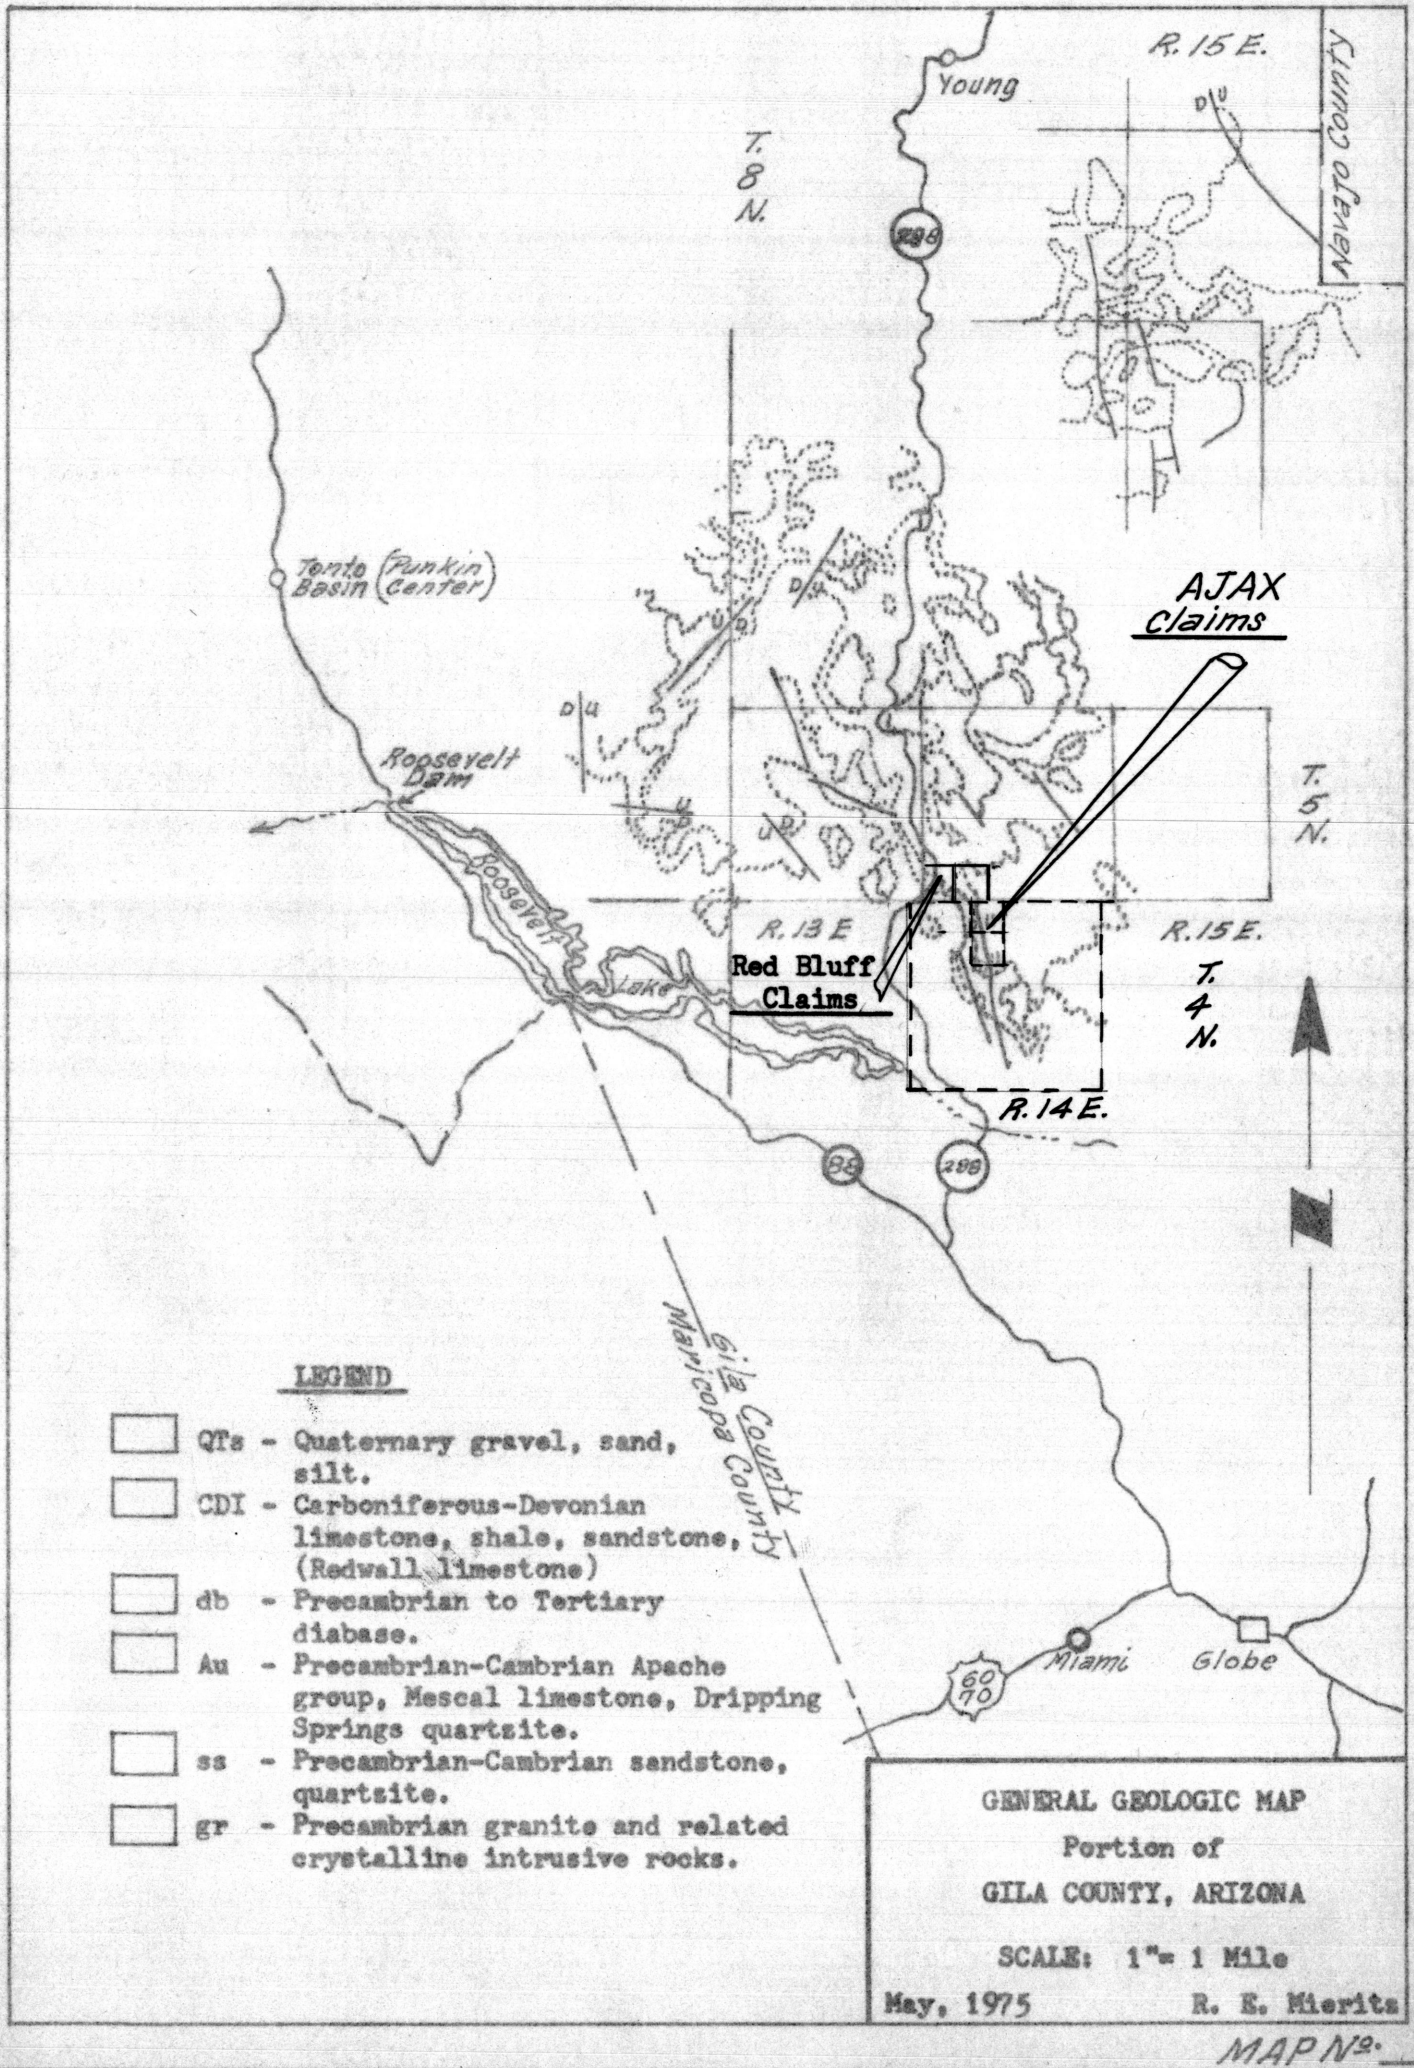 R. 15 E.
Navajo County
Young
D U
T.
8
N.
288
Tonto (Punkin
Basin Center)
D/U
U D
AJAX
Claims
D U
Roosevelt
Dam
U
D
U D
T.
5
N.
Roosevelt
Lake
R. 13 E
R. 15 E.
Red Bluff
Claims
T.
4
N.
R. 14 E.
88
288
N
Gila County
Maricopa County
LEGEND
QTs - Quaternary gravel, sand,
silt.
CDI - Carboniferous-Devonian
limestone, shale, sandstone,
(Redwall limestone)
db - Precambrian to Tertiary
diabase.
Au - Precambrian-Cambrian Apache
group, Mescal limestone, Dripping
Springs quartzite.
ss - Precambrian-Cambrian sandstone,
quartzite.
gr - Precambrian granite and related
crystalline intrusive rocks.
Miami
Globe
60
70
GENERAL GEOLOGIC MAP
Portion of
GILA COUNTY, ARIZONA
SCALE: 1"= 1 Mile
May, 1975 R. E. Mieritz
MAP No.